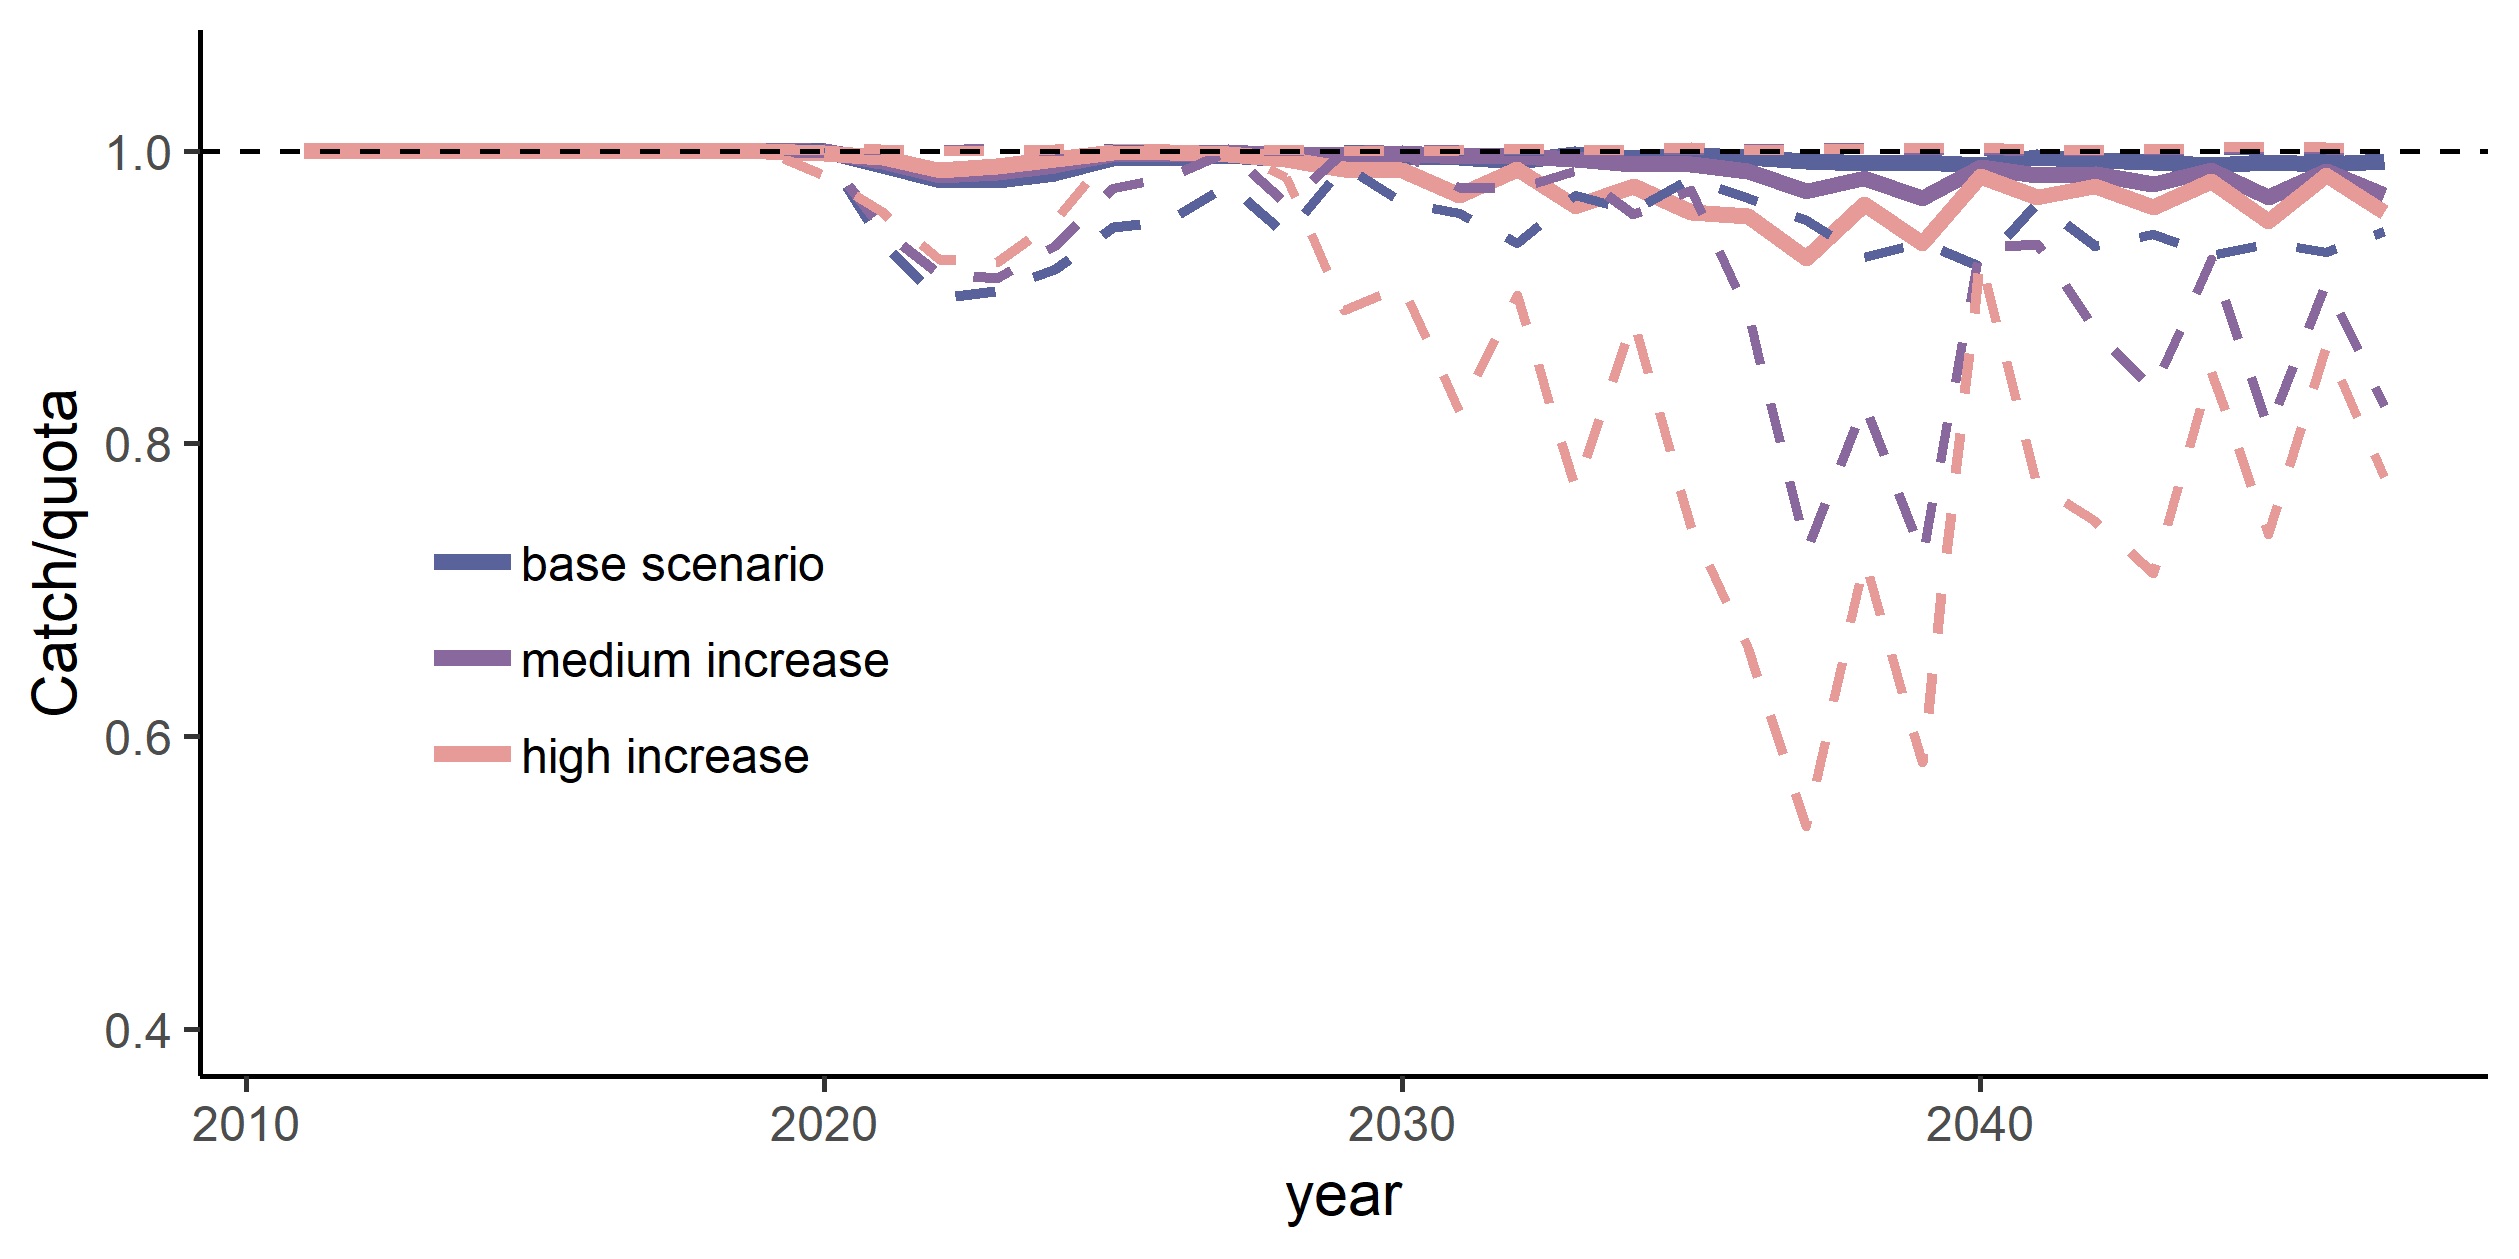 Catch/quota
1.0
0.8
0.6
0.4
base scenario
medium increase
high increase
2010 2020 2030 2040
year